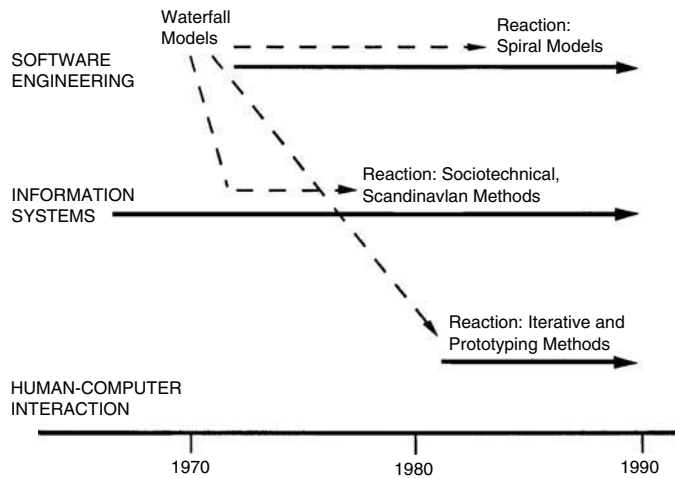 Waterfall
Models
Reaction:
Spiral Models
SOFTWARE
ENGINEERING
Reaction: Sociotechnical,
Scandinavlan Methods
INFORMATION
SYSTEMS
Reaction: Iterative and
Prototyping Methods
HUMAN-COMPUTER
INTERACTION
1970
1980
1990